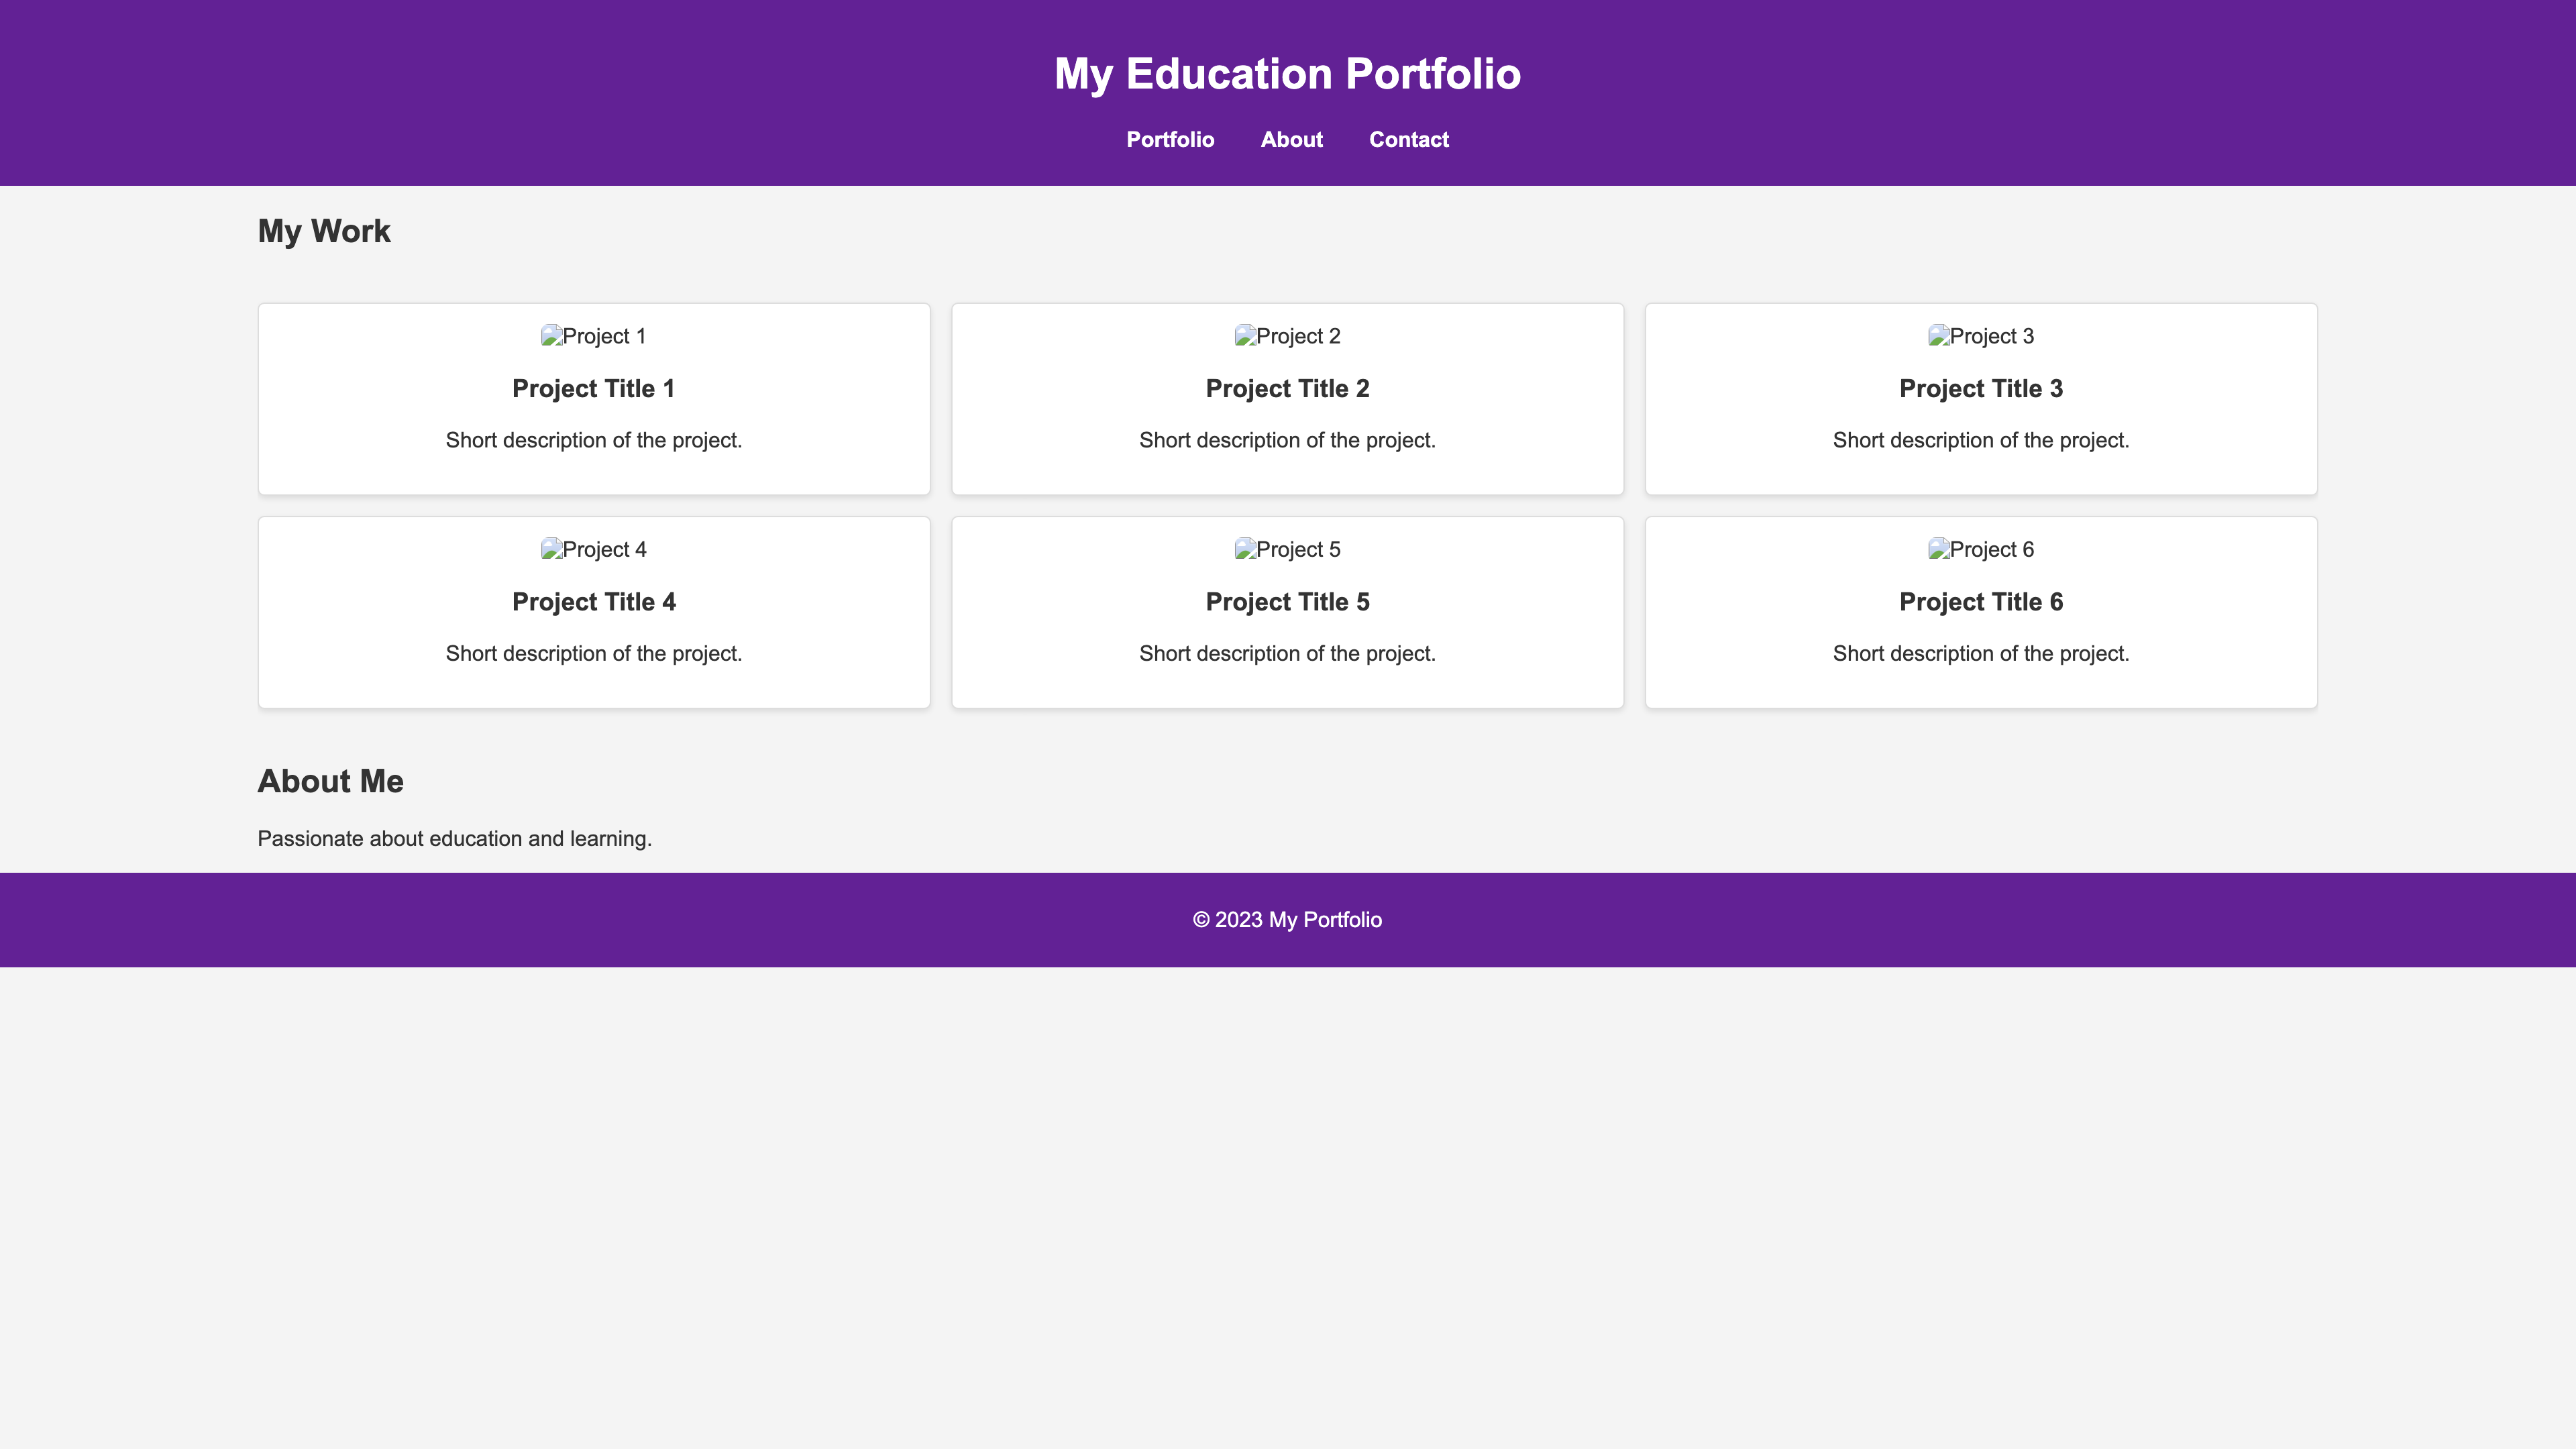 My Education Portfolio
Portfolio About Contact
My Work
Project 1
Project Title 1
Short description of the project.
Project 2
Project Title 2
Short description of the project.
Project 3
Project Title 3
Short description of the project.
Project 4
Project Title 4
Short description of the project.
Project 5
Project Title 5
Short description of the project.
Project 6
Project Title 6
Short description of the project.
About Me
Passionate about education and learning.
© 2023 My Portfolio